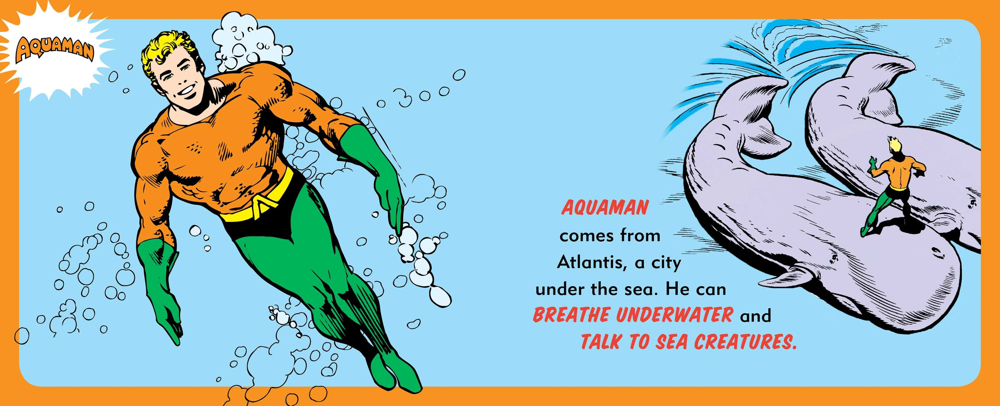 AQUAMAN
AQUAMAN
comes from
Atlantis, a city
under the sea. He can
BREATHE UNDERWATER and
TALK TO SEA CREATURES.